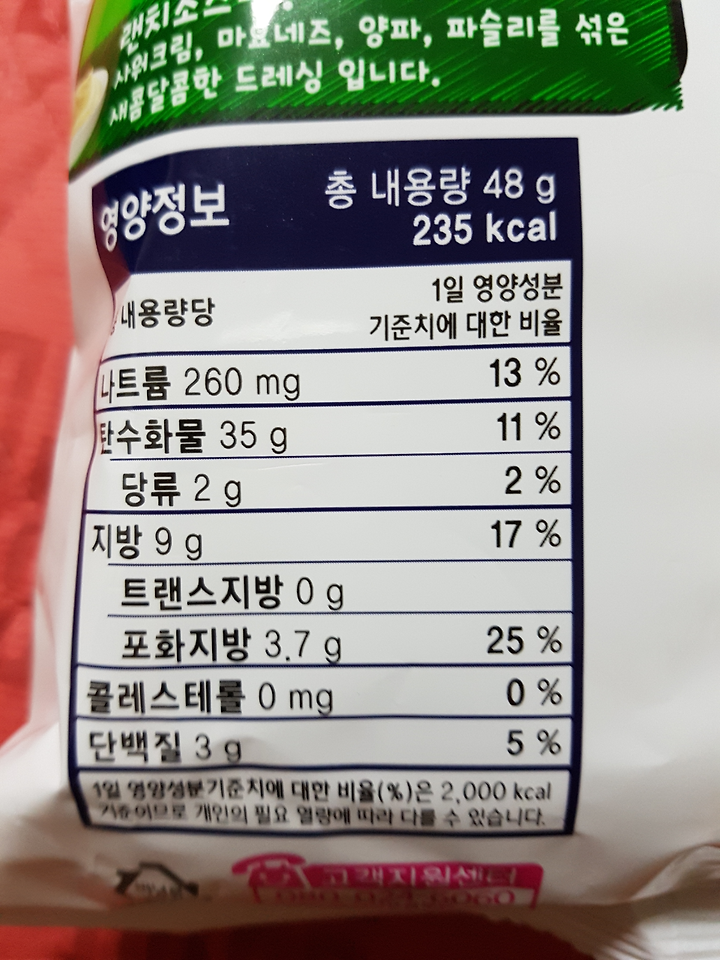 랜치소스는
사워크림, 마요네즈, 양파, 파슬리를 섞은
새콤달콤한 드레싱 입니다.
영양정보
총 내용량 48 g
235 kcal
내용량당
1일 영양성분
기준치에 대한 비율
나트륨 260 mg 13 %
탄수화물 35 g 11 %
당류 2 g 2 %
지방 9 g 17 %
트랜스지방 0 g
포화지방 3.7 g 25 %
콜레스테롤 0 mg 0 %
단백질 3 g 5 %
1일 영양성분기준치에 대한 비율(%)은 2,000 kcal
기준이므로 개인의 필요 열량에 따라 다를 수 있습니다.
고객지원센터